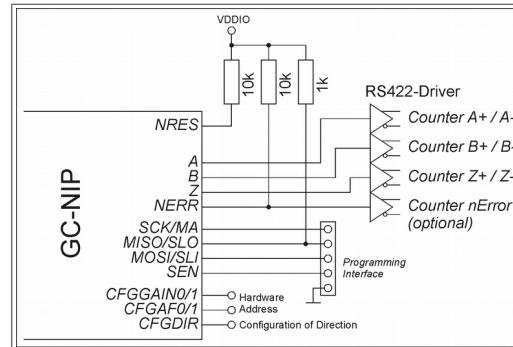 VDDIO
10k
10k
1k
RS422-Driver
NRES
Counter A+ / A-
A
Counter B+ / B-
B
Counter Z+ / Z-
Z
NERR
Counter nError
(optional)
GC-NIP
SCK/MA
MISO/SLO
MOSI/SLI
SEN
Programming
Interface
CFGGAIN0/1
Hardware
CFGAF0/1
Address
CFGDIR
Configuration of Direction